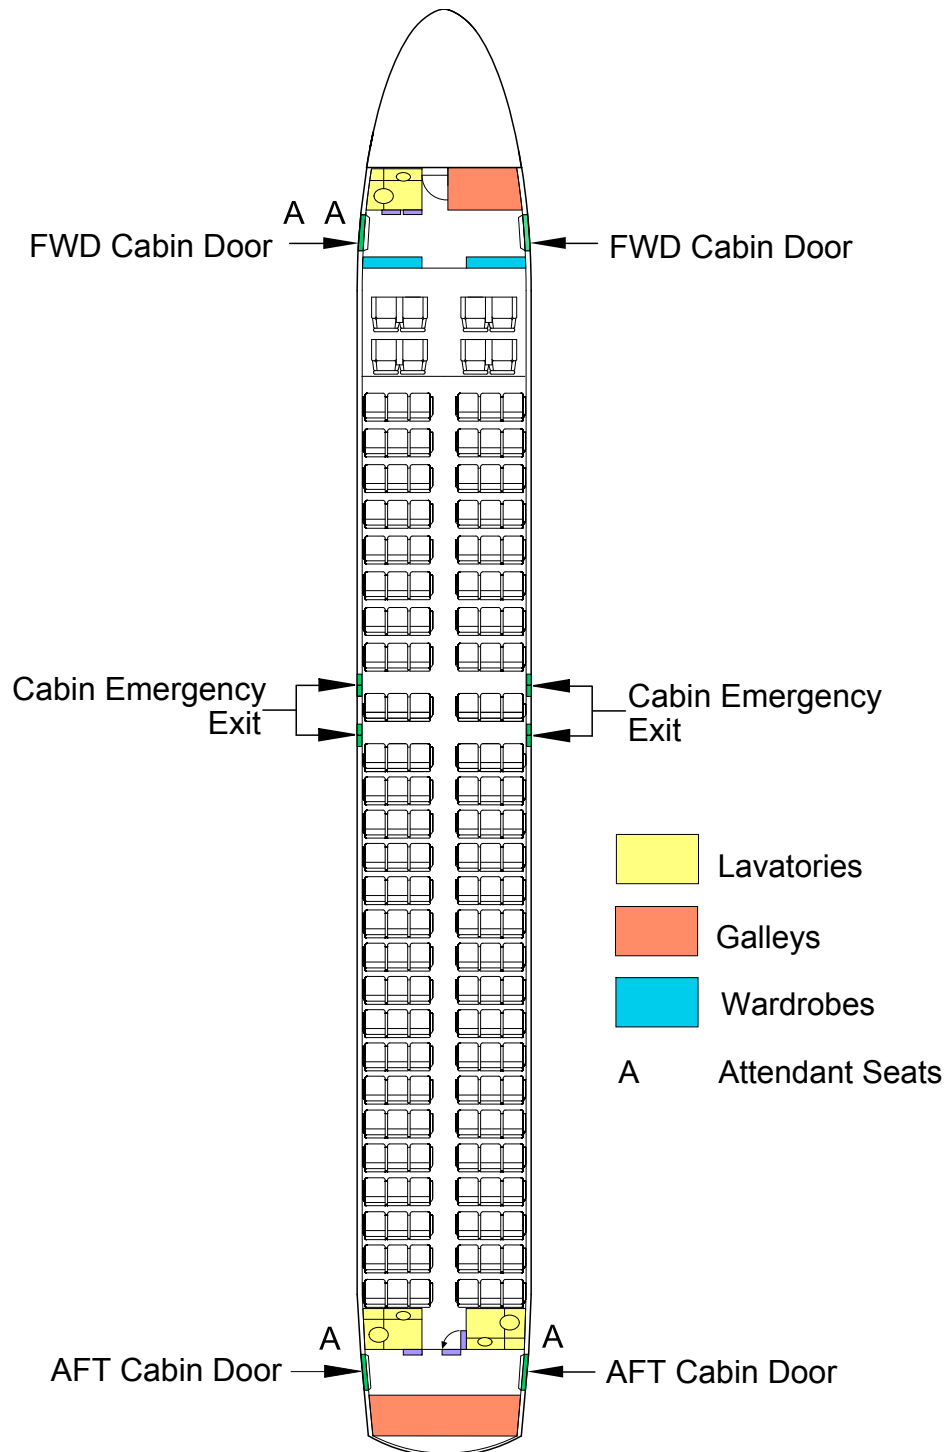 A A
FWD Cabin Door
FWD Cabin Door
Cabin Emergency
Exit
Cabin Emergency
Exit
Lavatories
Galleys
Wardrobes
A Attendant Seats
A
A
AFT Cabin Door
AFT Cabin Door